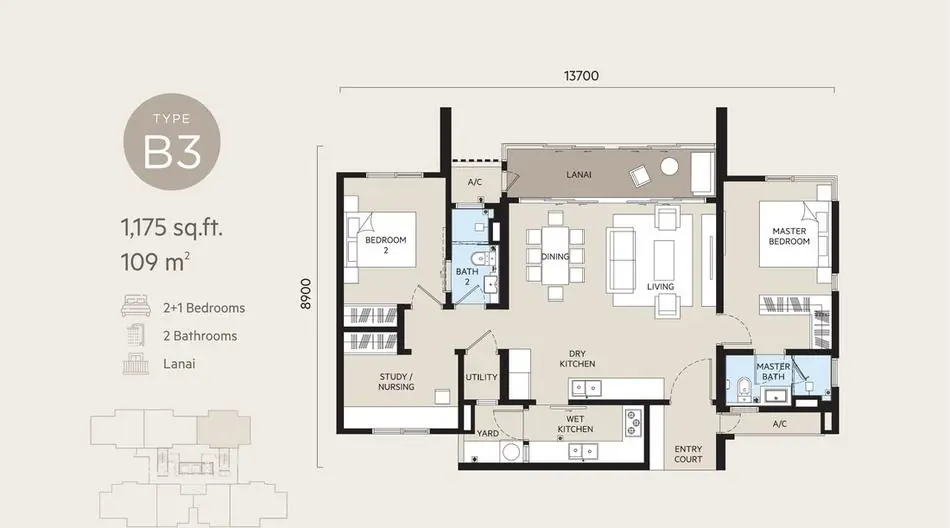 TYPE
B3
1,175 sq.ft.
109 m²
2+1 Bedrooms
2 Bathrooms
Lanai
13700
8900
A/C
LANAI
BEDROOM
2
BATH
2
DINING
LIVING
MASTER
BEDROOM
DRY
KITCHEN
STUDY /
NURSING
UTILITY
MASTER
BATH
YARD
WET
KITCHEN
A/C
ENTRY
COURT